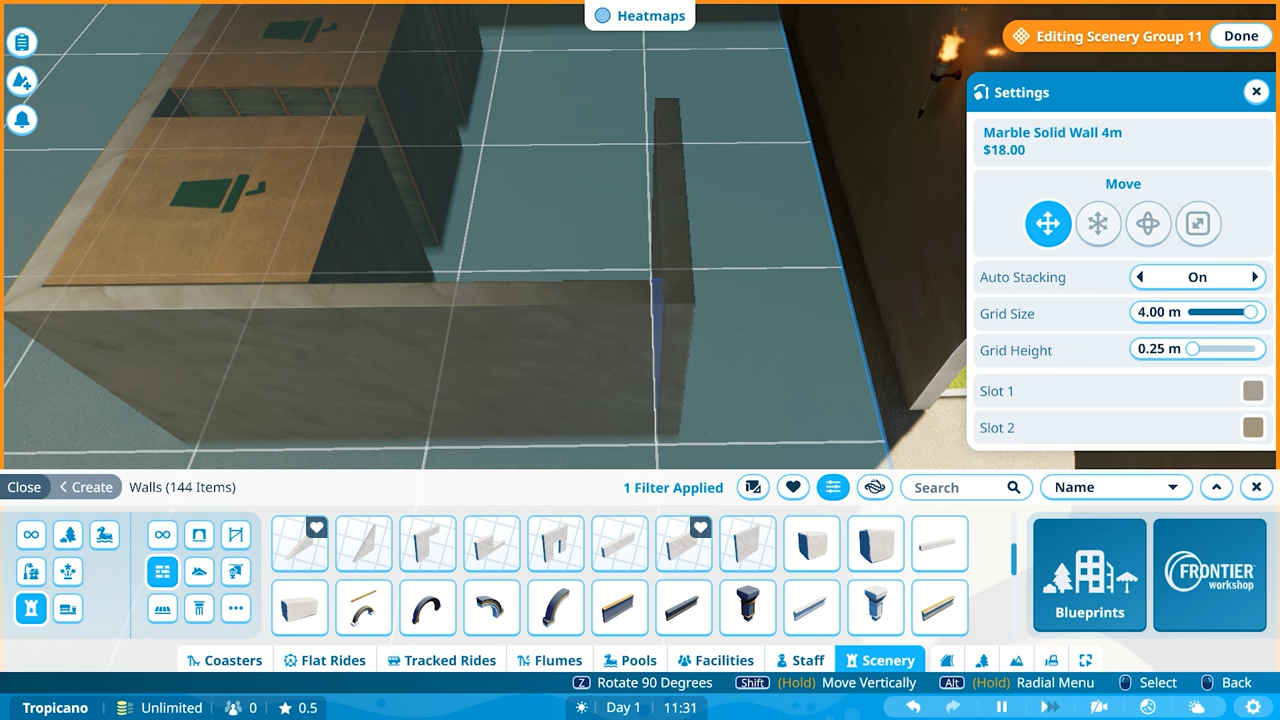 Heatmaps
Editing Scenery Group 11
Done
Settings
Marble Solid Wall 4m
$18.00
Move
Auto Stacking
On
Grid Size
4.00 m
Grid Height
0.25 m
Slot 1
Slot 2
Close
Create
Walls (144 Items)
1 Filter Applied
Search
Name
Blueprints
FRONTIER
workshop
Coasters
Flat Rides
Tracked Rides
Flumes
Pools
Facilities
Staff
Scenery
Z Rotate 90 Degrees
Shift (Hold) Move Vertically
Alt (Hold) Radial Menu
Select
Back
Tropicano
Unlimited
0
0.5
Day 1
11:31